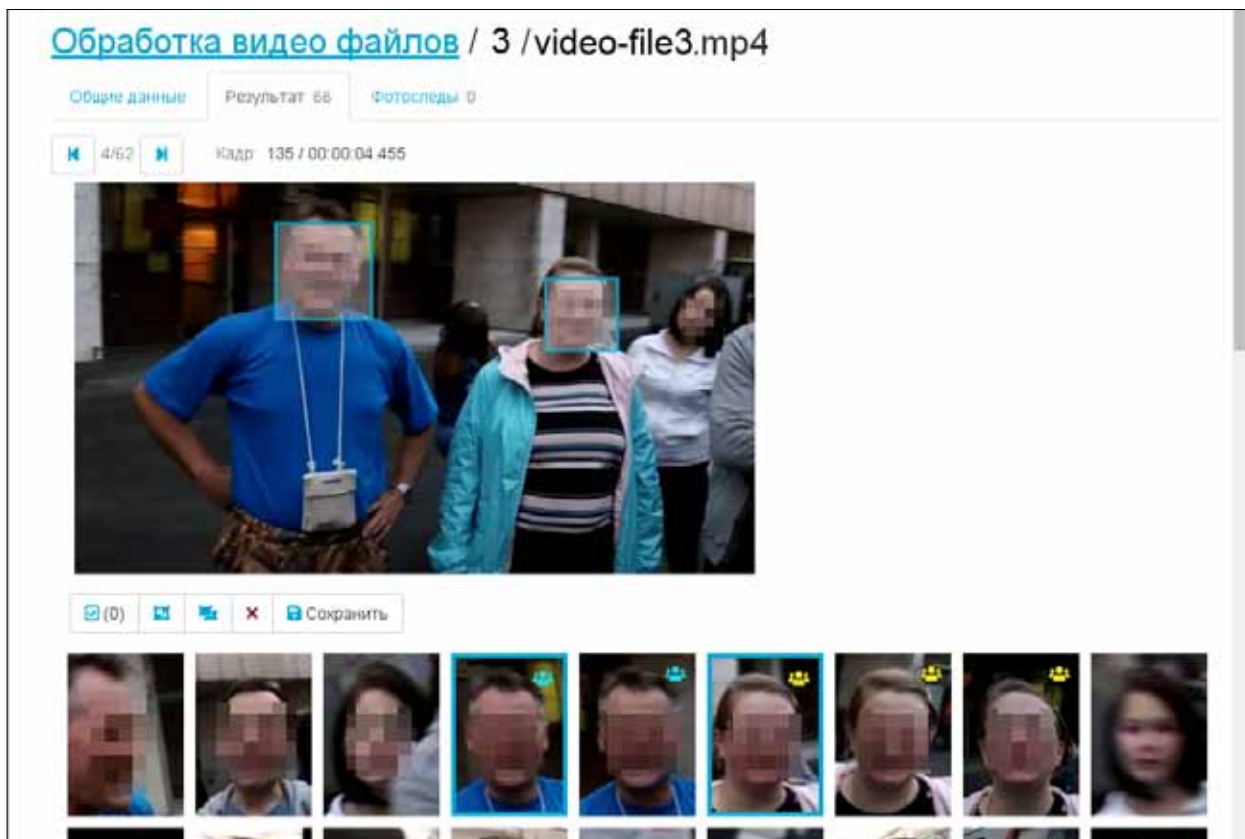 Обработка видео файлов / 3 /video-file3.mp4
Общие данные Результат 66 Фотоследы 0
4/62 Кадр: 135 / 00:00:04.455
(0) Сохранить